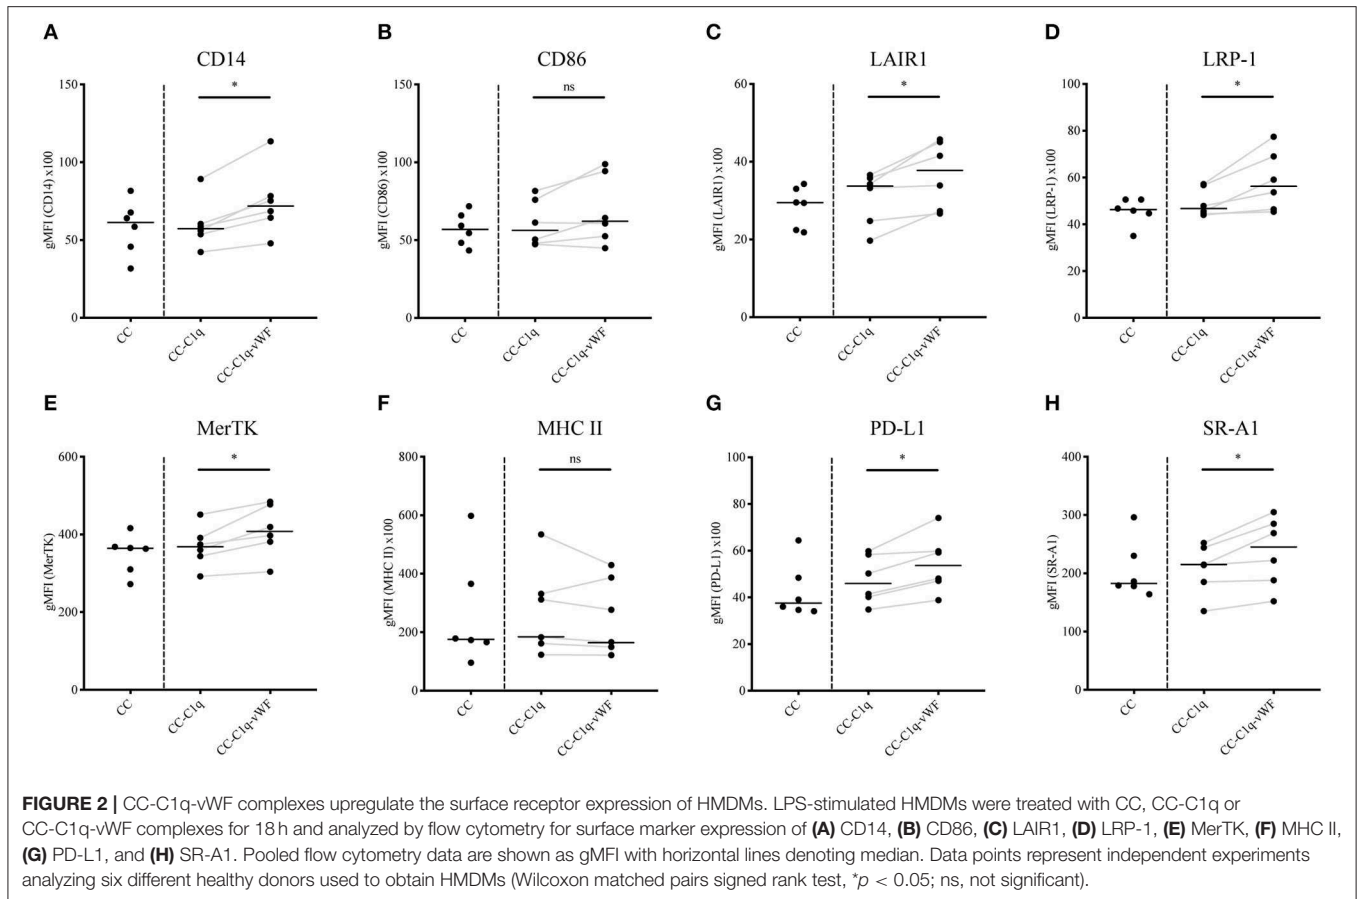 A
CD14
gMFI (CD14) x100
150
100
50
0
*
CC
CC-C1q
CC-C1q-vWF
B
CD86
gMFI (CD86) x100
150
100
50
0
ns
CC
CC-C1q
CC-C1q-vWF
C
LAIR1
gMFI (LAIR1) x100
60
40
20
0
*
CC
CC-C1q
CC-C1q-vWF
D
LRP-1
gMFI (LRP-1) x100
100
80
60
40
20
0
*
CC
CC-C1q
CC-C1q-vWF
E
MerTK
gMFI (MerTK)
600
400
200
0
*
CC
CC-C1q
CC-C1q-vWF
F
MHC II
gMFI (MHC II) x100
800
600
400
200
0
ns
CC
CC-C1q
CC-C1q-vWF
G
PD-L1
gMFI (PD-L1) x100
100
80
60
40
20
0
*
CC
CC-C1q
CC-C1q-vWF
H
SR-A1
gMFI (SR-A1)
400
300
200
100
0
*
CC
CC-C1q
CC-C1q-vWF
FIGURE 2 | CC-C1q-vWF complexes upregulate the surface receptor expression of HMDMs. LPS-stimulated HMDMs were treated with CC, CC-C1q or
CC-C1q-vWF complexes for 18 h and analyzed by flow cytometry for surface marker expression of (A) CD14, (B) CD86, (C) LAIR1, (D) LRP-1, (E) MerTK, (F) MHC II,
(G) PD-L1, and (H) SR-A1. Pooled flow cytometry data are shown as gMFI with horizontal lines denoting median. Data points represent independent experiments
analyzing six different healthy donors used to obtain HMDMs (Wilcoxon matched pairs signed rank test, *p < 0.05; ns, not significant).